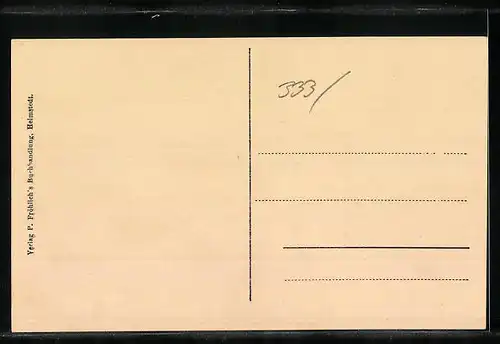 Verlag P. Fröhlich's Buchhandlung, Helmstedt.
333/